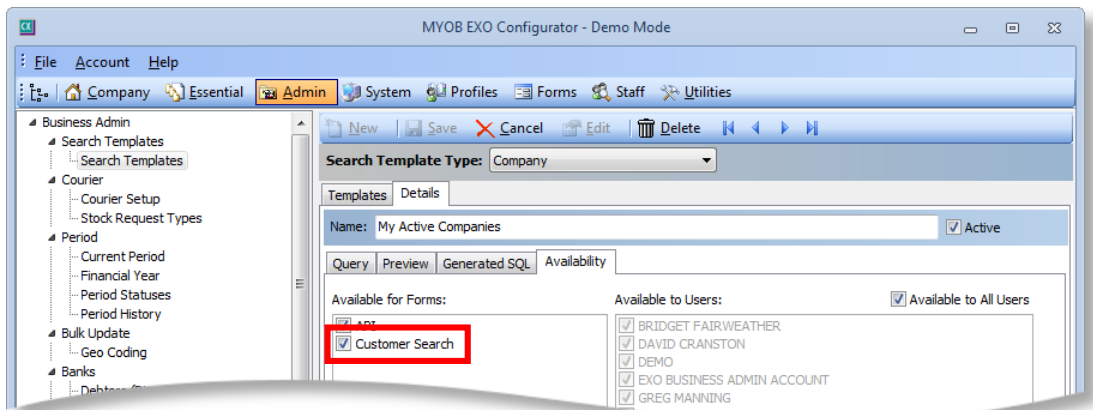 CX
MYOB EXO Configurator - Demo Mode
File Account Help
Company Essential Admin System Profiles Forms Staff Utilities
Business Admin
Search Templates
Search Templates
Courier
Courier Setup
Stock Request Types
Period
Current Period
Financial Year
Period Statuses
Period History
Bulk Update
Geo Coding
Banks
New Save Cancel Edit Delete
Search Template Type: Company
Templates Details
Name: My Active Companies Active
Query Preview Generated SQL Availability
Available for Forms: Available to Users: Available to All Users
API
Customer Search
BRIDGET FAIRWEATHER
DAVID CRANSTON
DEMO
EXO BUSINESS ADMIN ACCOUNT
GREG MANNING